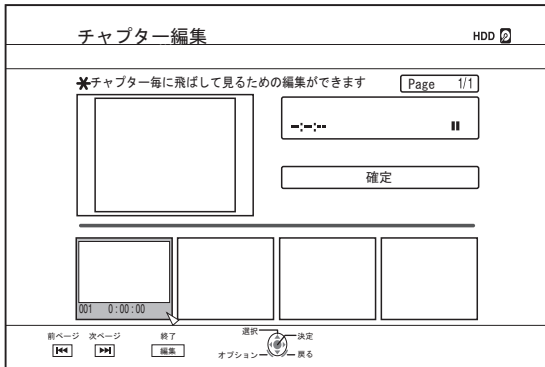 チャプター編集
HDD
*チャプター毎に飛ばして見るための編集ができます
Page 1/1
-:--:--
確定
001 0:00:00
前ページ 次ページ 終了
編集
選択
決定
オプション
戻る